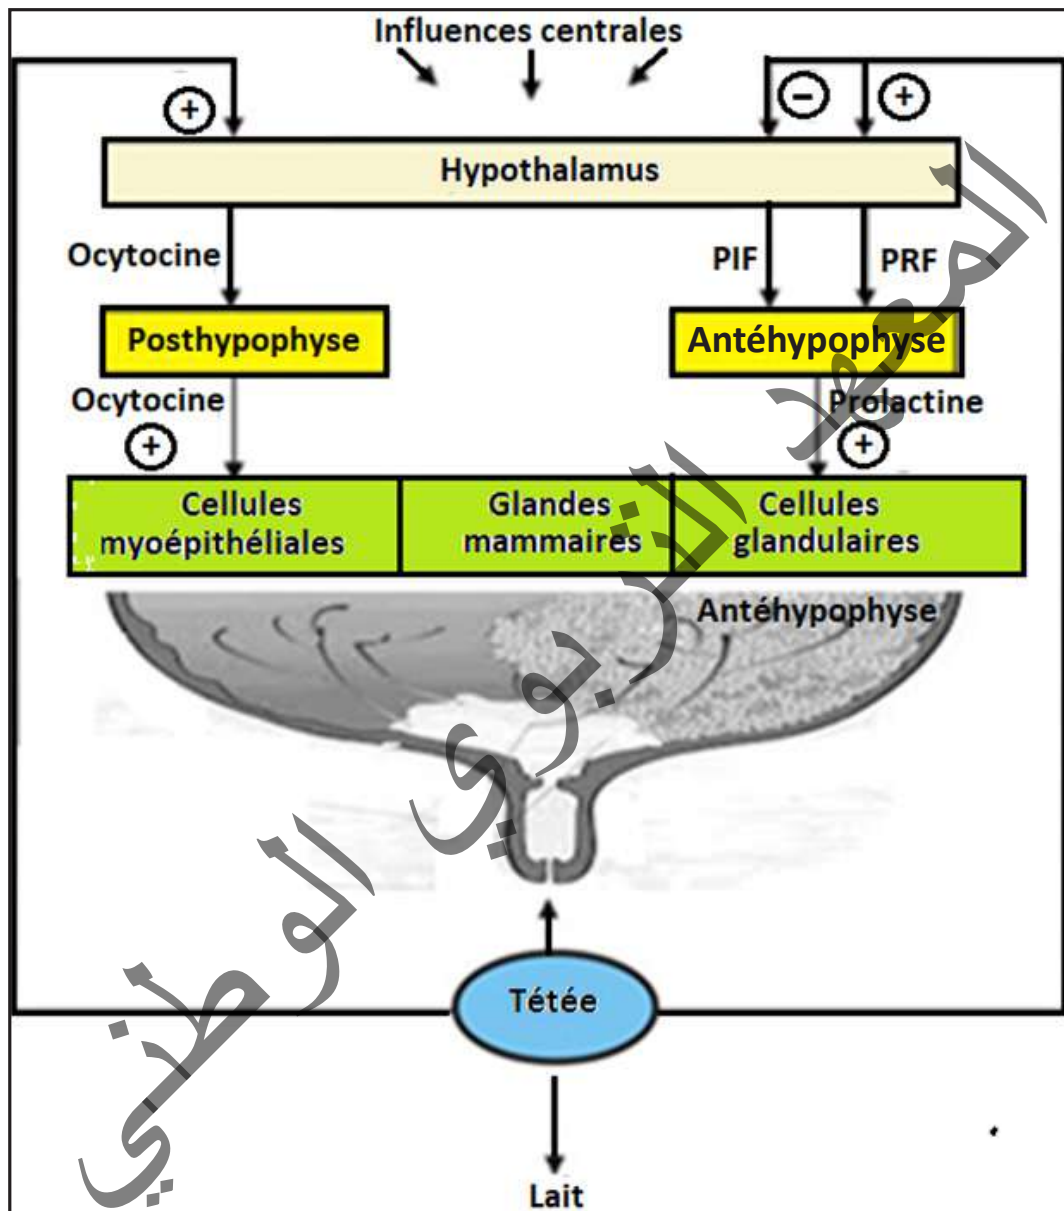 Influences centrales
+
−
+
Hypothalamus
Ocytocine
PIF
PRF
Posthypophyse
Antéhypophyse
Ocytocine
+
Prolactine
+
Cellules
myoépithéliales
Glandes
mammaires
Cellules
glandulaires
Antéhypophyse
Tétée
Lait
المعهد التربوي الوطني